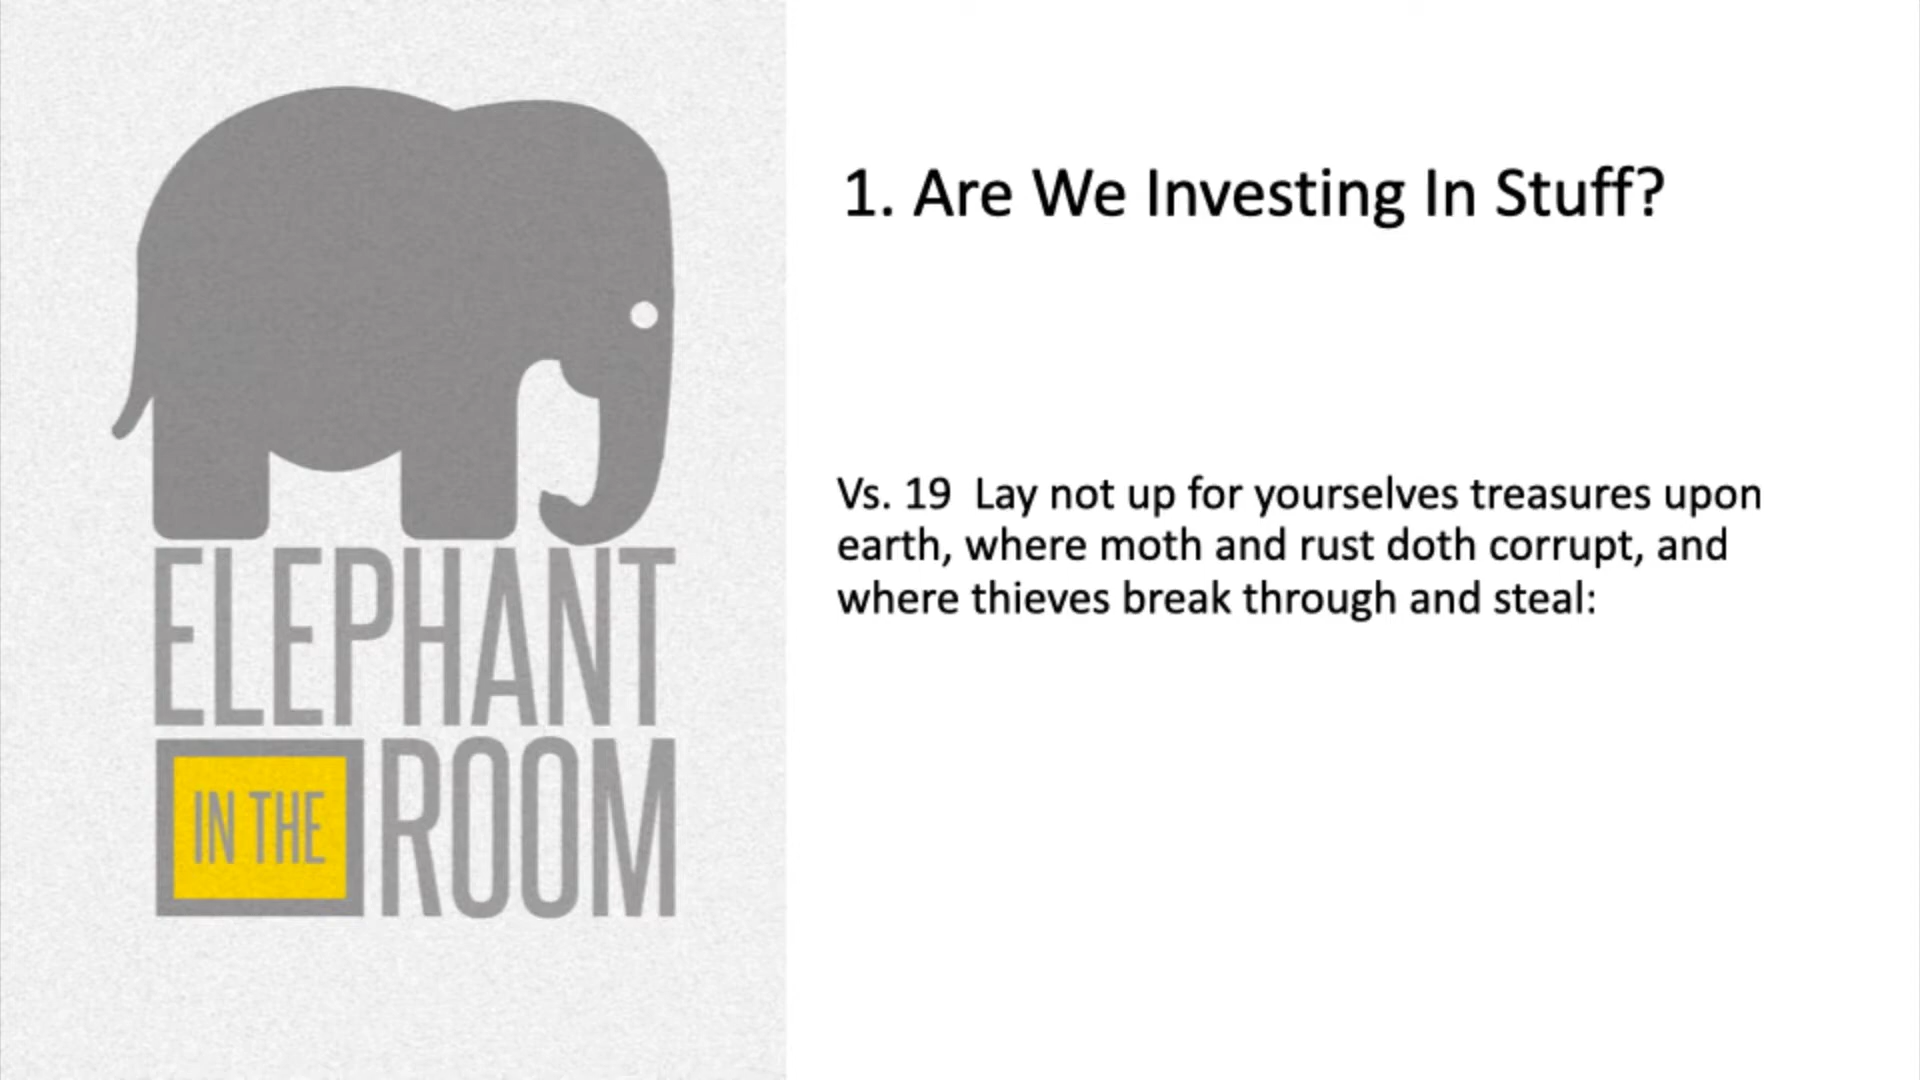 ELEPHANT
IN THE ROOM
1. Are We Investing In Stuff?
Vs. 19  Lay not up for yourselves treasures upon
earth, where moth and rust doth corrupt, and
where thieves break through and steal: